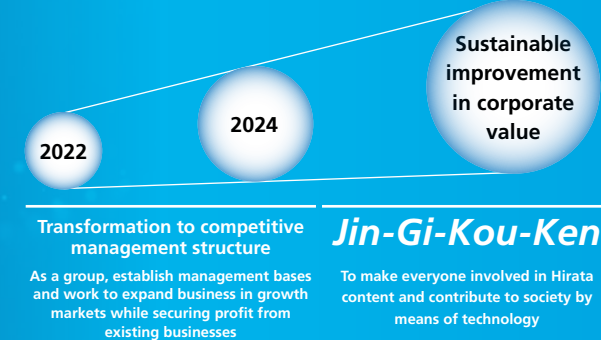 Sustainable
improvement
in corporate
value
2024
2022
Transformation to competitive
management structure
As a group, establish management bases
and work to expand business in growth
markets while securing profit from
existing businesses
Jin-Gi-Kou-Ken
To make everyone involved in Hirata
content and contribute to society by
means of technology